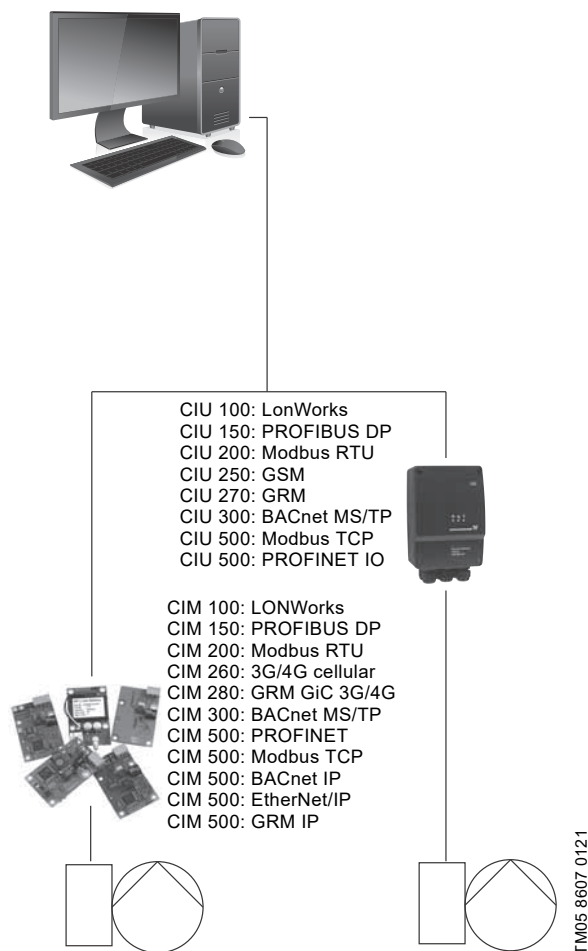 CIU 100: LonWorks
CIU 150: PROFIBUS DP
CIU 200: Modbus RTU
CIU 250: GSM
CIU 270: GRM
CIU 300: BACnet MS/TP
CIU 500: Modbus TCP
CIU 500: PROFINET IO
CIM 100: LONWorks
CIM 150: PROFIBUS DP
CIM 200: Modbus RTU
CIM 260: 3G/4G cellular
CIM 280: GRM GiC 3G/4G
CIM 300: BACnet MS/TP
CIM 500: PROFINET
CIM 500: Modbus TCP
CIM 500: BACnet IP
CIM 500: EtherNet/IP
CIM 500: GRM IP
TM05 8607 0121